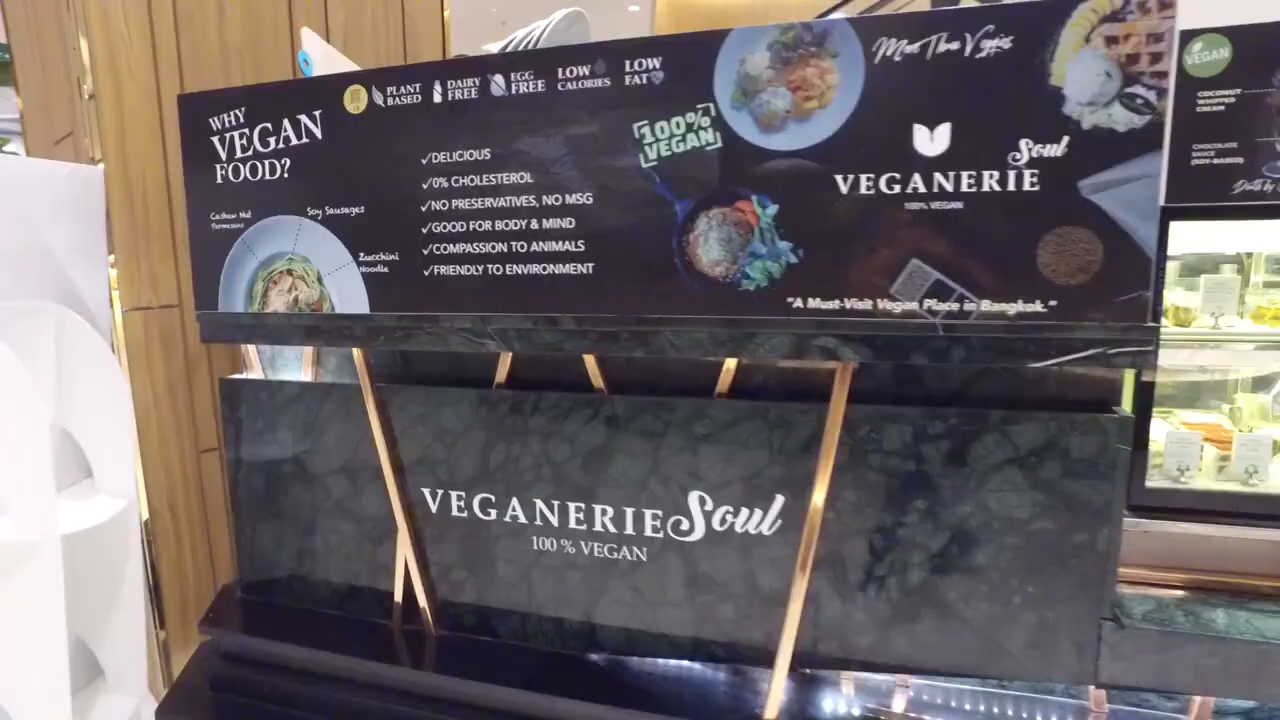 WHY
VEGAN
FOOD?
PLANT
BASED
DAIRY
FREE
EGG
FREE
LOW
CALORIES
LOW
FAT
✓DELICIOUS
✓0% CHOLESTEROL
✓NO PRESERVATIVES, NO MSG
✓GOOD FOR BODY & MIND
✓COMPASSION TO ANIMALS
✓FRIENDLY TO ENVIRONMENT
Cashew Nut
Parmesans
Soy Sausages
Zucchini
Noodle
100%
VEGAN
More Than Veggies
Soul
VEGANERIE
100% VEGAN
"A Must-Visit Vegan Place in Bangkok."
VEGAN
COCONUT
WHIPPED
CREAM
CHOCOLATE
SAUCE
(SOY-BASED)
VEGANERIE Soul
100 % VEGAN